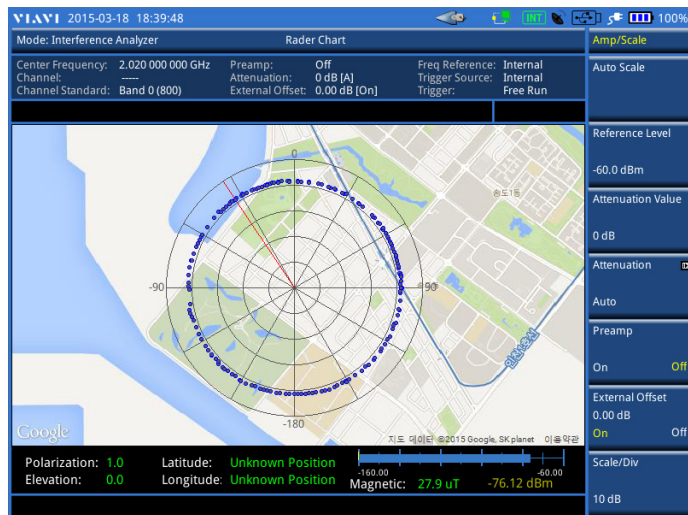 VIAVI 2015-03-18 18:39:48 INT 100%
Mode: Interference Analyzer Rader Chart Amp/Scale
Center Frequency: 2.020 000 000 GHz Preamp: Off Freq Reference: Internal
Channel: ----- Attenuation: 0 dB [A] Trigger Source: Internal
Channel Standard: Band 0 (800) External Offset: 0.00 dB [On] Trigger: Free Run
Auto Scale
Reference Level
-60.0 dBm
Attenuation Value
0 dB
Attenuation
Auto
Preamp
On Off
External Offset
0.00 dB
On Off
Scale/Div
10 dB
0
송도1동
-90 90
인천1호선
-180
Google 지도 데이터 ©2015 Google, SK planet 이용약관
Polarization: 1.0 Latitude: Unknown Position -160.00 -60.00
Elevation: 0.0 Longitude: Unknown Position Magnetic: 27.9 uT -76.12 dBm